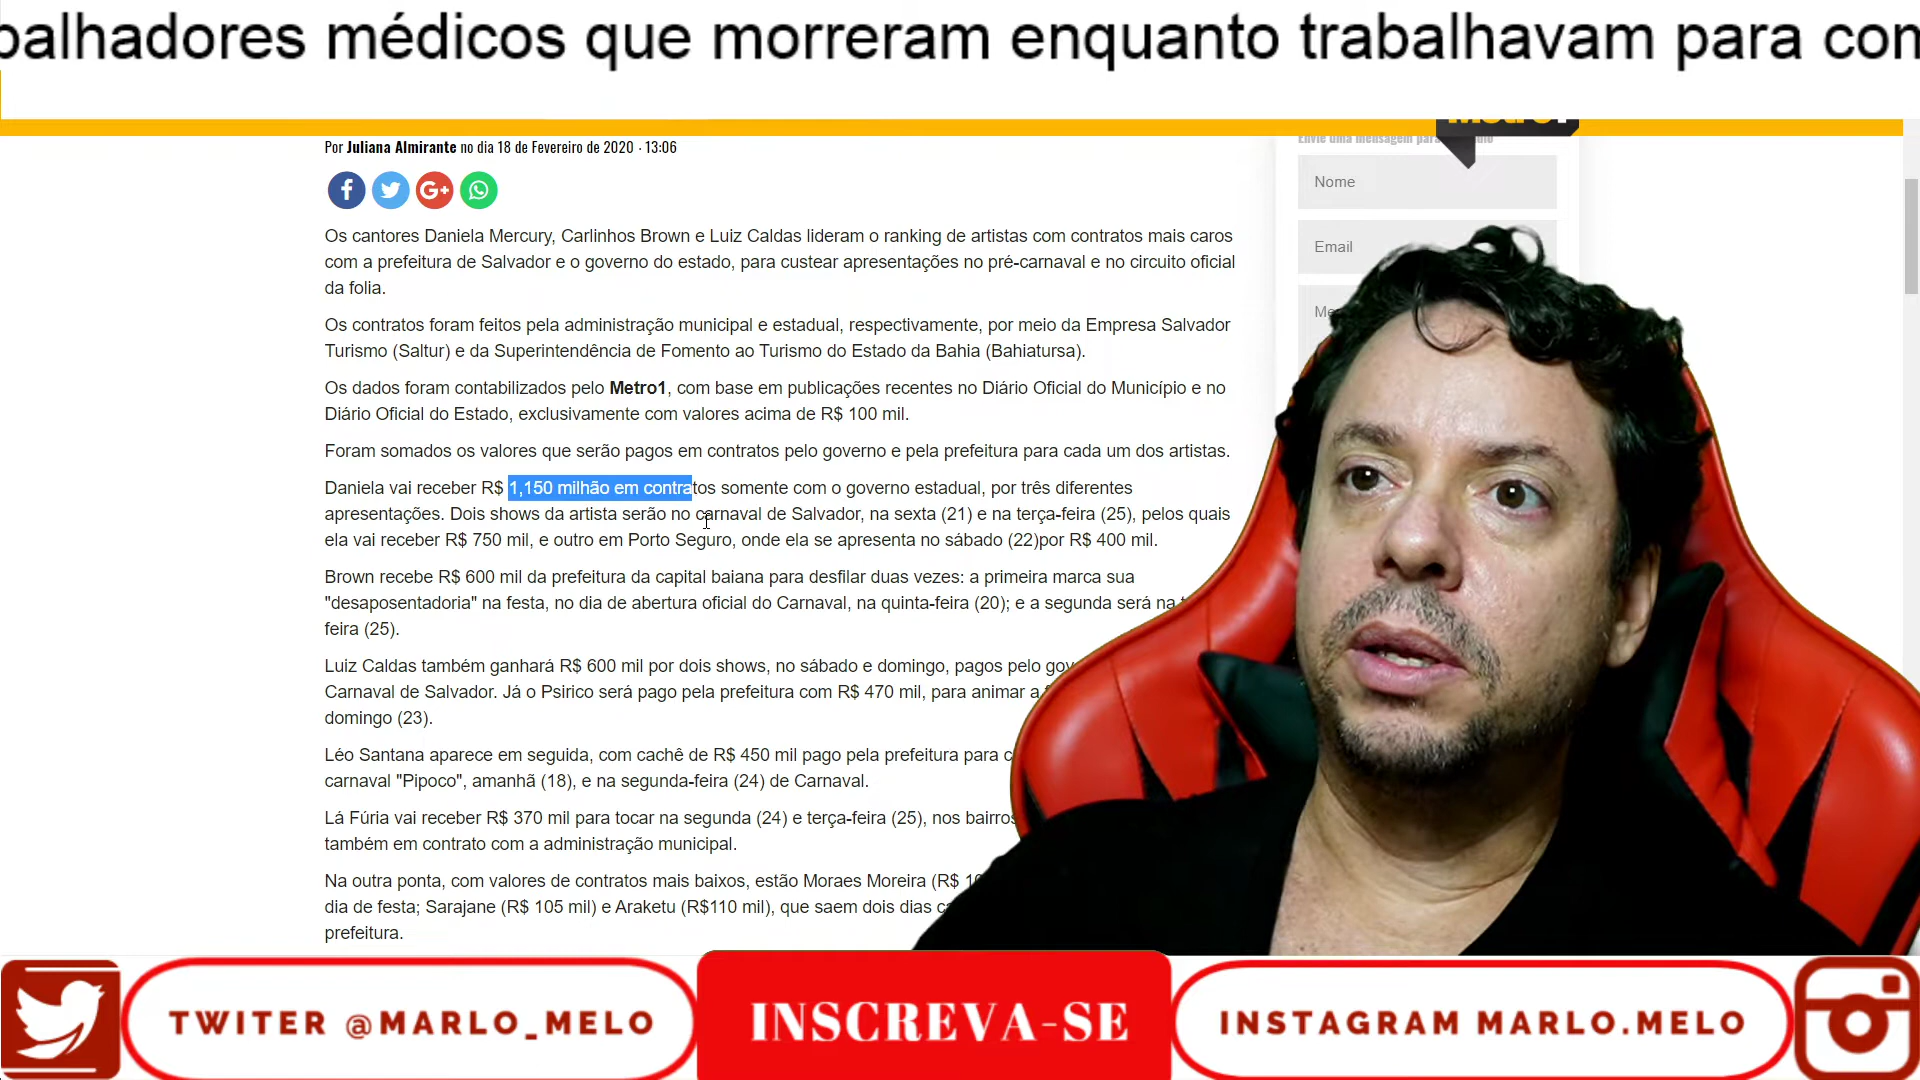 balhadores médicos que morreram enquanto trabalhavam para com
Por Juliana Almirante no dia 18 de Fevereiro de 2020 · 13:06
Envie uma mensagem para
Nome
Email
Os cantores Daniela Mercury, Carlinhos Brown e Luiz Caldas lideram o ranking de artistas com contratos mais caros
com a prefeitura de Salvador e o governo do estado, para custear apresentações no pré-carnaval e no circuito oficial
da folia.
Os contratos foram feitos pela administração municipal e estadual, respectivamente, por meio da Empresa Salvador
Turismo (Saltur) e da Superintendência de Fomento ao Turismo do Estado da Bahia (Bahiatursa).
Os dados foram contabilizados pelo Metro1, com base em publicações recentes no Diário Oficial do Município e no
Diário Oficial do Estado, exclusivamente com valores acima de R$ 100 mil.
Foram somados os valores que serão pagos em contratos pelo governo e pela prefeitura para cada um dos artistas.
Daniela vai receber R$ 1,150 milhão em contratos somente com o governo estadual, por três diferentes
apresentações. Dois shows da artista serão no carnaval de Salvador, na sexta (21) e na terça-feira (25), pelos quais
ela vai receber R$ 750 mil, e outro em Porto Seguro, onde ela se apresenta no sábado (22)por R$ 400 mil.
Brown recebe R$ 600 mil da prefeitura da capital baiana para desfilar duas vezes: a primeira marca sua
"desaposentadoria" na festa, no dia de abertura oficial do Carnaval, na quinta-feira (20); e a segunda será na
feira (25).
Luiz Caldas também ganhará R$ 600 mil por dois shows, no sábado e domingo, pagos pelo gov
Carnaval de Salvador. Já o Psirico será pago pela prefeitura com R$ 470 mil, para animar a
domingo (23).
Léo Santana aparece em seguida, com cachê de R$ 450 mil pago pela prefeitura para
carnaval "Pipoco", amanhã (18), e na segunda-feira (24) de Carnaval.
Lá Fúria vai receber R$ 370 mil para tocar na segunda (24) e terça-feira (25), nos bairros
também em contrato com a administração municipal.
Na outra ponta, com valores de contratos mais baixos, estão Moraes Moreira (R$
dia de festa; Sarajane (R$ 105 mil) e Araketu (R$110 mil), que saem dois dias
prefeitura.
TWITER @MARLO_MELO
INSCREVA-SE
INSTAGRAM MARLO.MELO